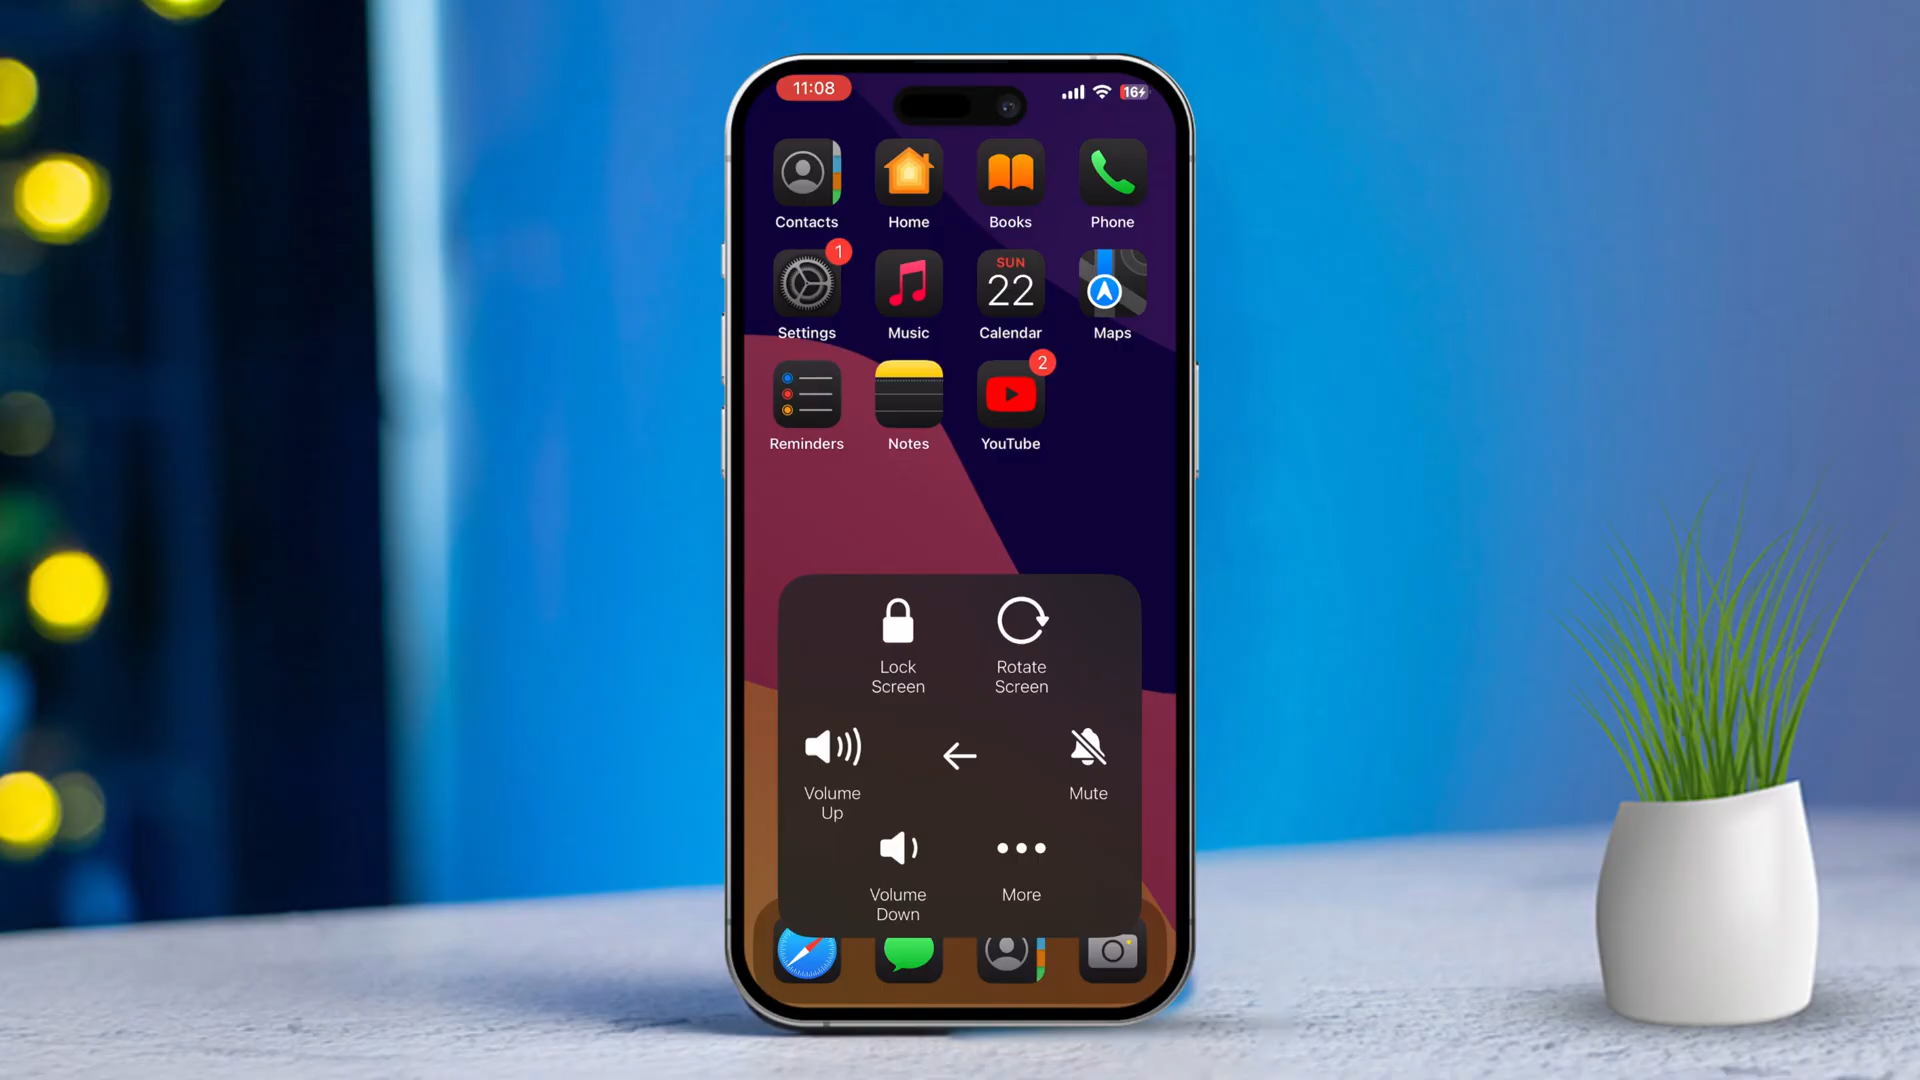 11:08
16
Contacts
Home
Books
Phone
1
SUN
22
Settings
Music
Calendar
Maps
2
Reminders
Notes
YouTube
Lock
Screen
Rotate
Screen
Volume
Up
Mute
Volume
Down
More